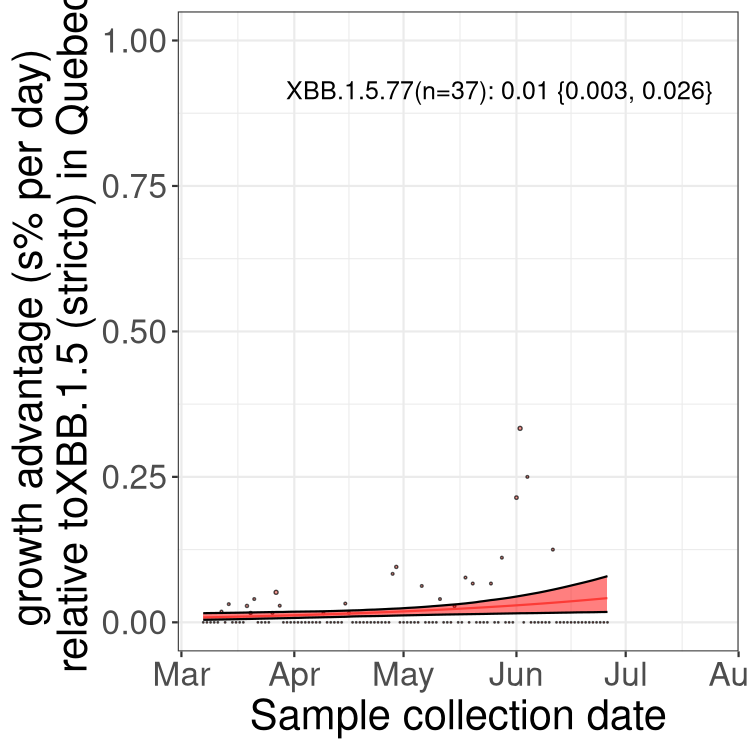 growth advantage (s% per day)
relative toXBB.1.5 (stricto) in Quebec
1.00
XBB.1.5.77(n=37): 0.01 {0.003, 0.026}
0.75
0.50
0.25
0.00
Mar Apr May Jun Jul Au
Sample collection date